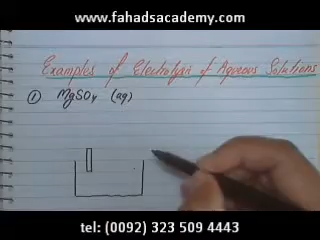 www.fahadsacademy.com
Examples of Electrolysis of Aqueous Solutions
① MgSO4 (aq)
tel: (0092) 323 509 4443